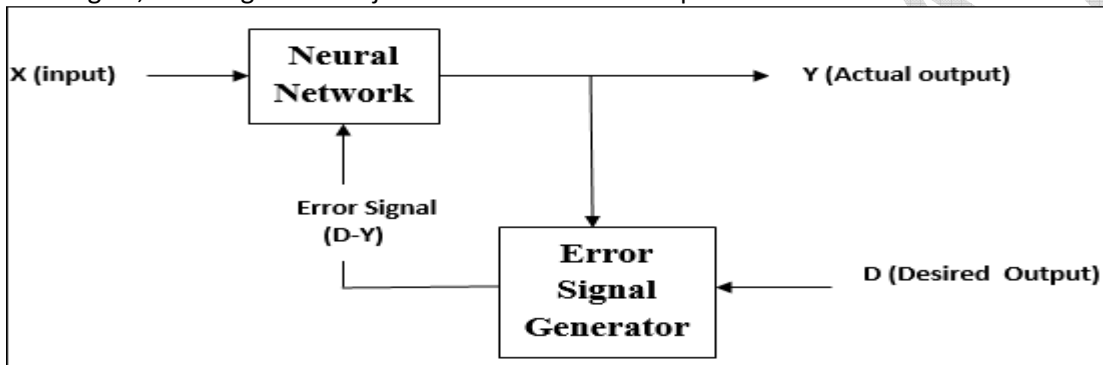 X (input)
Neural
Network
Y (Actual output)
Error Signal
(D-Y)
Error
Signal
Generator
D (Desired Output)